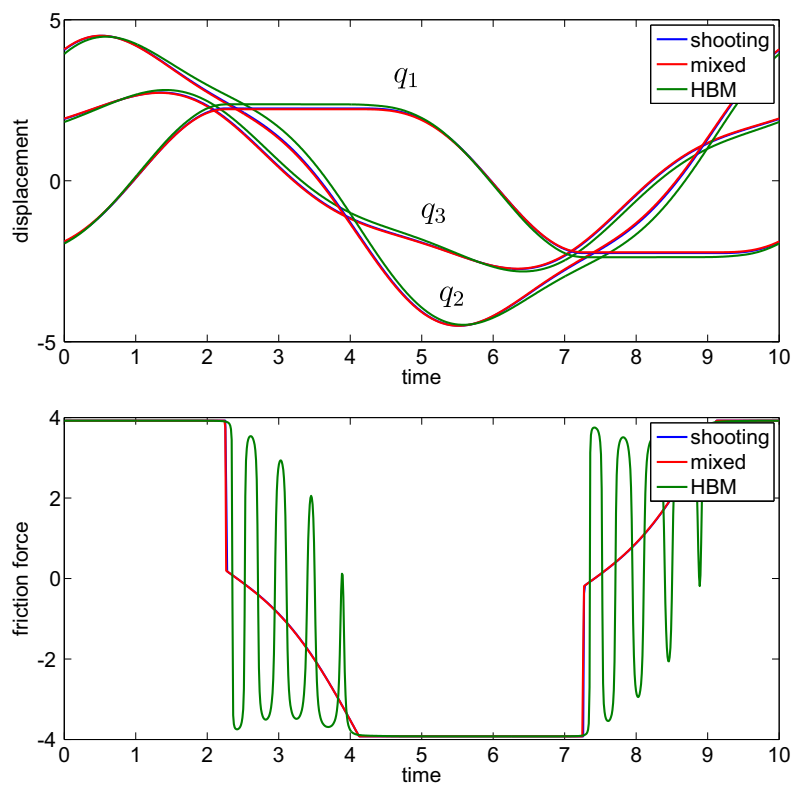 5
shooting
mixed
HBM
q1
displacement
0
q3
q2
-5
0 1 2 3 4 5 6 7 8 9 10
time
4
shooting
mixed
HBM
2
friction force
0
-2
-4
0 1 2 3 4 5 6 7 8 9 10
time